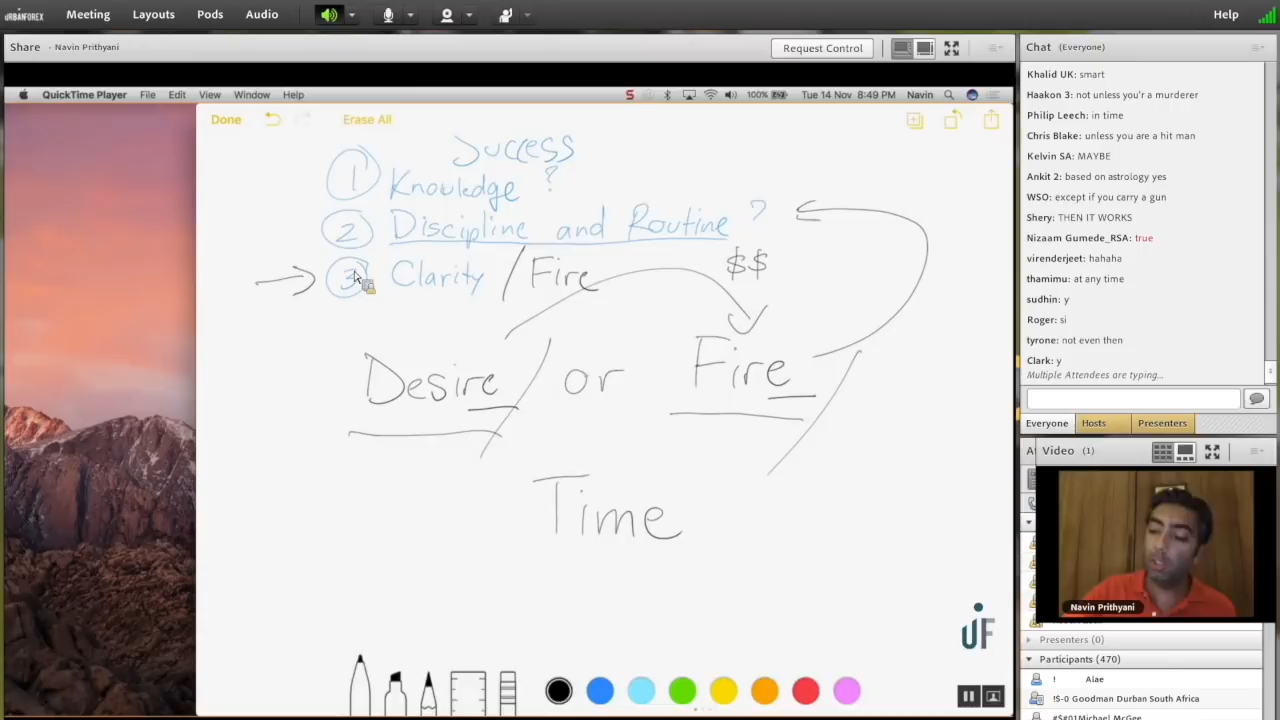 URBANFOREX Meeting Layouts Pods Audio Help
Share - Navin Prithyani Request Control
QuickTime Player File Edit View Window Help 100% Tue 14 Nov 8:49 PM Navin
Done Erase All
Success
1 Knowledge ?
2 Discipline and Routine ?
3 Clarity / Fire $$
Desire or Fire
Time
UF
Chat (Everyone)
Khalid UK: smart
Haakon 3: not unless you'r a murderer
Philip Leech: in time
Chris Blake: unless you are a hit man
Kelvin SA: MAYBE
Ankit 2: based on astrology yes
WSO: except if you carry a gun
Shery: THEN IT WORKS
Nizaam Gumede_RSA: true
virenderjeet: hahaha
thamimu: at any time
sudhin: y
Roger: si
tyrone: not even then
Clark: y
Multiple Attendees are typing...
Everyone Hosts Presenters
Video (1)
Navin Prithyani
Presenters (0)
Participants (470)
! Alae
!$-0 Goodman Durban South Africa
#$#01Michael McGee